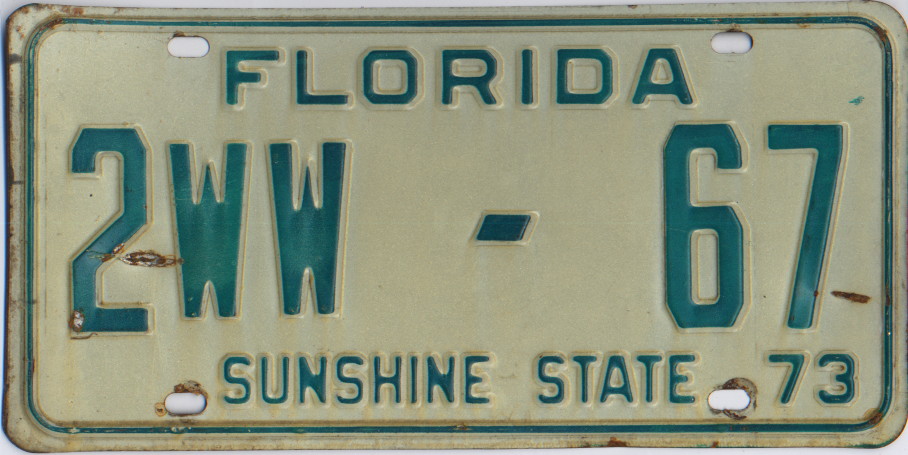 FLORIDA
2WW - 67
SUNSHINE STATE 73